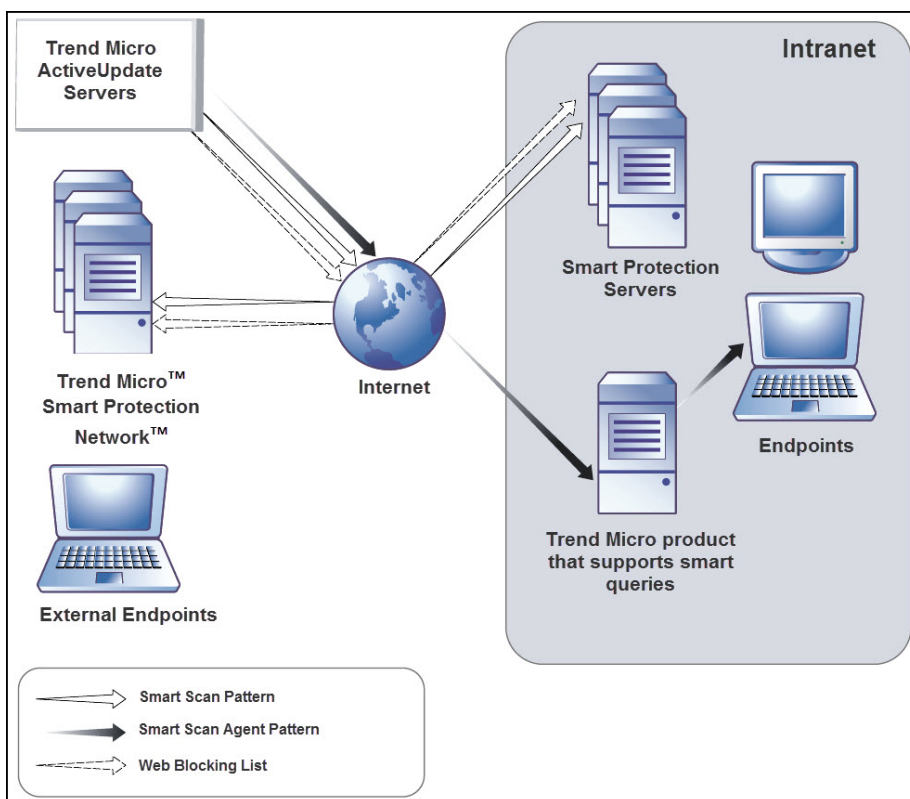 Trend Micro
ActiveUpdate
Servers
Intranet
Smart Protection
Servers
Internet
Trend Micro™
Smart Protection
Network™
Endpoints
Trend Micro product
that supports smart
queries
External Endpoints
Smart Scan Pattern
Smart Scan Agent Pattern
Web Blocking List